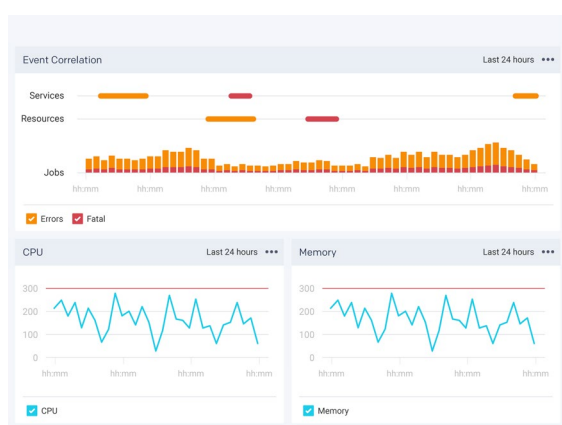 Event Correlation Last 24 hours •••
Services
Resources
Jobs
hh:mm hh:mm hh:mm hh:mm hh:mm hh:mm hh:mm hh:mm
Errors Fatal
CPU Last 24 hours •••
300
200
100
0
hh:mm hh:mm hh:mm hh:mm
CPU
Memory Last 24 hours •••
300
200
100
0
hh:mm hh:mm hh:mm hh:mm
Memory